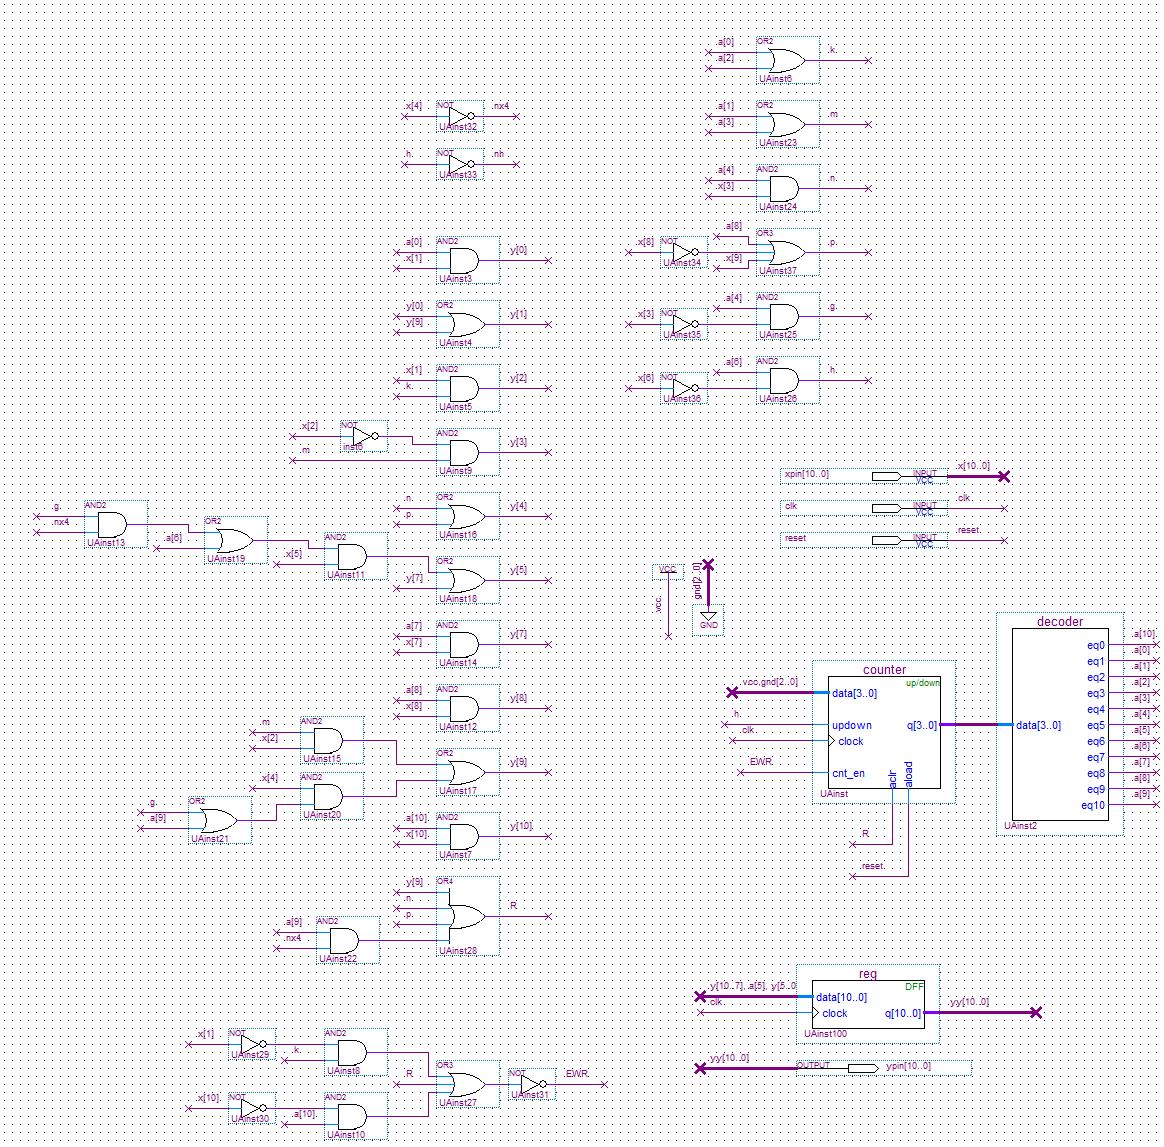 a[0]
OR2
k
a[2]
UAinst6
x[4]
NOT
nx4
UAinst32
a[1]
OR2
m
a[3]
UAinst23
h
NOT
nh
UAinst33
a[4]
AND2
n
x[3]
UAinst24
a[0]
AND2
y[0]
x[1]
UAinst3
x[8]
NOT
UAinst34
a[8]
OR3
p
x[9]
UAinst37
y[0]
OR2
y[1]
y[9]
UAinst4
x[3]
NOT
UAinst35
a[4]
AND2
g
UAinst25
x[1]
AND2
y[2]
k
UAinst5
x[6]
NOT
UAinst36
a[6]
AND2
h
UAinst26
x[2]
NOT
inst6
m
AND2
y[3]
UAinst9
xpin[10..0]
INPUT
VCC
x[10..0]
clk
INPUT
VCC
clk
reset
INPUT
VCC
reset
n
OR2
y[4]
p
UAinst16
g
AND2
nx4
UAinst13
OR2
a[6]
UAinst19
AND2
x[5]
UAinst11
OR2
y[5]
y[7]
UAinst18
VCC
vcc
gnd[2..0]
GND
a[7]
AND2
y[7]
x[7]
UAinst14
a[8]
AND2
y[8]
x[8]
UAinst12
m
AND2
x[2]
UAinst15
OR2
y[9]
UAinst17
x[4]
AND2
UAinst20
g
OR2
a[9]
UAinst21
a[10]
AND2
y[10]
x[10]
UAinst7
counter
up/down
vcc,gnd[2..0]
data[3..0]
h
updown
q[3..0]
clk
clock
EWR
cnt_en
aclr
aload
UAinst
R
reset
decoder
data[3..0]
eq0
a[10]
eq1
a[0]
eq2
a[1]
eq3
a[2]
eq4
a[3]
eq5
a[4]
eq6
a[5]
eq7
a[6]
eq8
a[7]
eq9
a[8]
eq10
a[9]
UAinst2
y[9]
OR4
R
n
p
UAinst28
a[9]
AND2
nx4
UAinst22
reg
DFF
y[10..7], a[5], y[5..0
data[10..0]
clk
clock
q[10..0]
yy[10..0]
UAinst100
yy[10..0]
OUTPUT
ypin[10..0]
x[1]
NOT
UAinst29
AND2
k
UAinst8
R
OR3
UAinst27
NOT
EWR
UAinst31
x[10]
NOT
UAinst30
AND2
a[10]
UAinst10